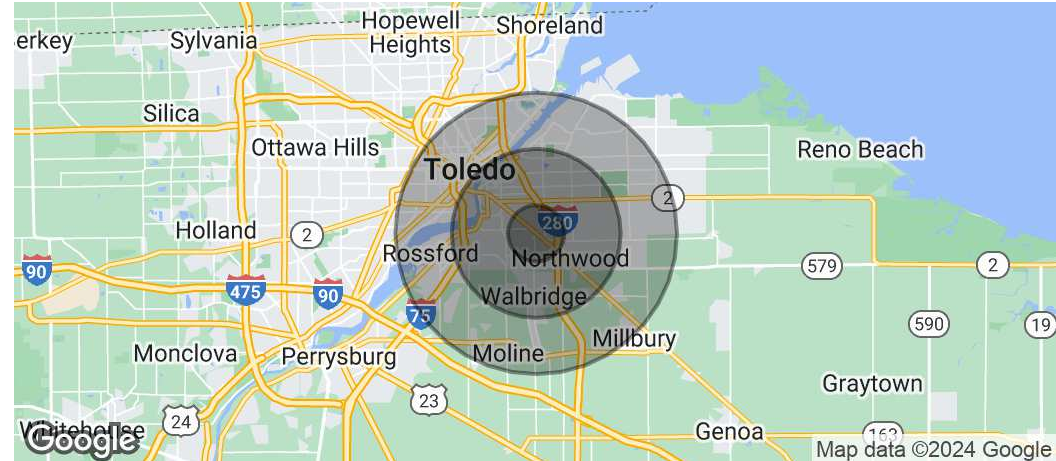 Hopewell
Heights
Shoreland
erkey
Sylvania
Silica
Ottawa Hills
Toledo
Reno Beach
2
280
Holland
2
Rossford
Northwood
90
579
2
475
90
Walbridge
75
590
19
Millbury
Monclova
Perrysburg
Moline
Graytown
23
24
Whitehouse
Google
Genoa
163
Map data ©2024 Google